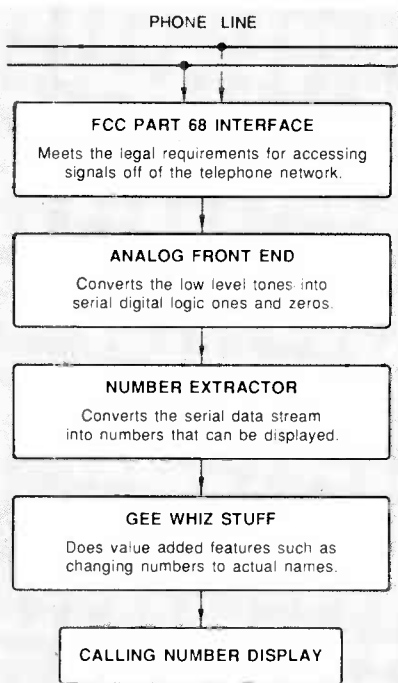 PHONE LINE
FCC PART 68 INTERFACE
Meets the legal requirements for accessing
signals off of the telephone network.
ANALOG FRONT END
Converts the low level tones into
serial digital logic ones and zeros.
NUMBER EXTRACTOR
Converts the serial data stream
into numbers that can be displayed.
GEE WHIZ STUFF
Does value added features such as
changing numbers to actual names.
CALLING NUMBER DISPLAY